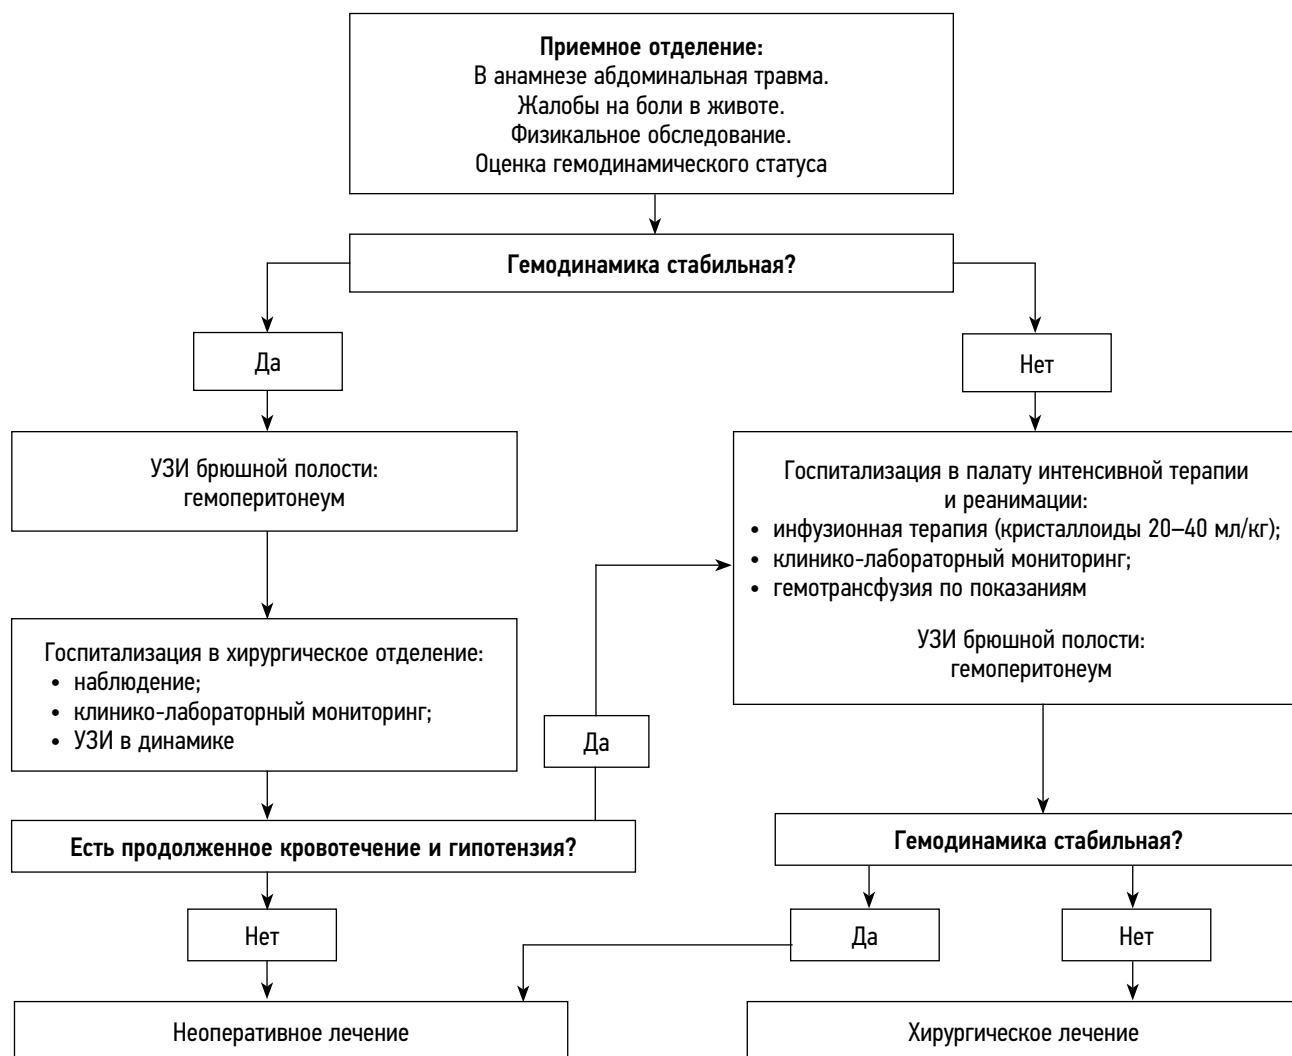 Приемное отделение:
В анамнезе абдоминальная травма.
Жалобы на боли в животе.
Физикальное обследование.
Оценка гемодинамического статуса
Гемодинамика стабильная?
Да
Нет
УЗИ брюшной полости:
гемоперитонеум
Госпитализация в палату интенсивной терапии
и реанимации:
• инфузионная терапия (кристаллоиды 20–40 мл/кг);
• клинико-лабораторный мониторинг;
• гемотрансфузия по показаниям
УЗИ брюшной полости:
гемоперитонеум
Госпитализация в хирургическое отделение:
• наблюдение;
• клинико-лабораторный мониторинг;
• УЗИ в динамике
Да
Есть продолженное кровотечение и гипотензия?
Гемодинамика стабильная?
Нет
Да
Нет
Неоперативное лечение
Хирургическое лечение